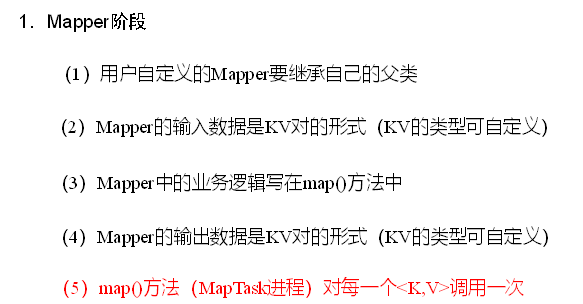 1．Mapper阶段
（1）用户自定义的Mapper要继承自己的父类
（2）Mapper的输入数据是KV对的形式（KV的类型可自定义）
（3）Mapper中的业务逻辑写在map()方法中
（4）Mapper的输出数据是KV对的形式（KV的类型可自定义）
（5）map()方法（MapTask进程）对每一个<K,V>调用一次